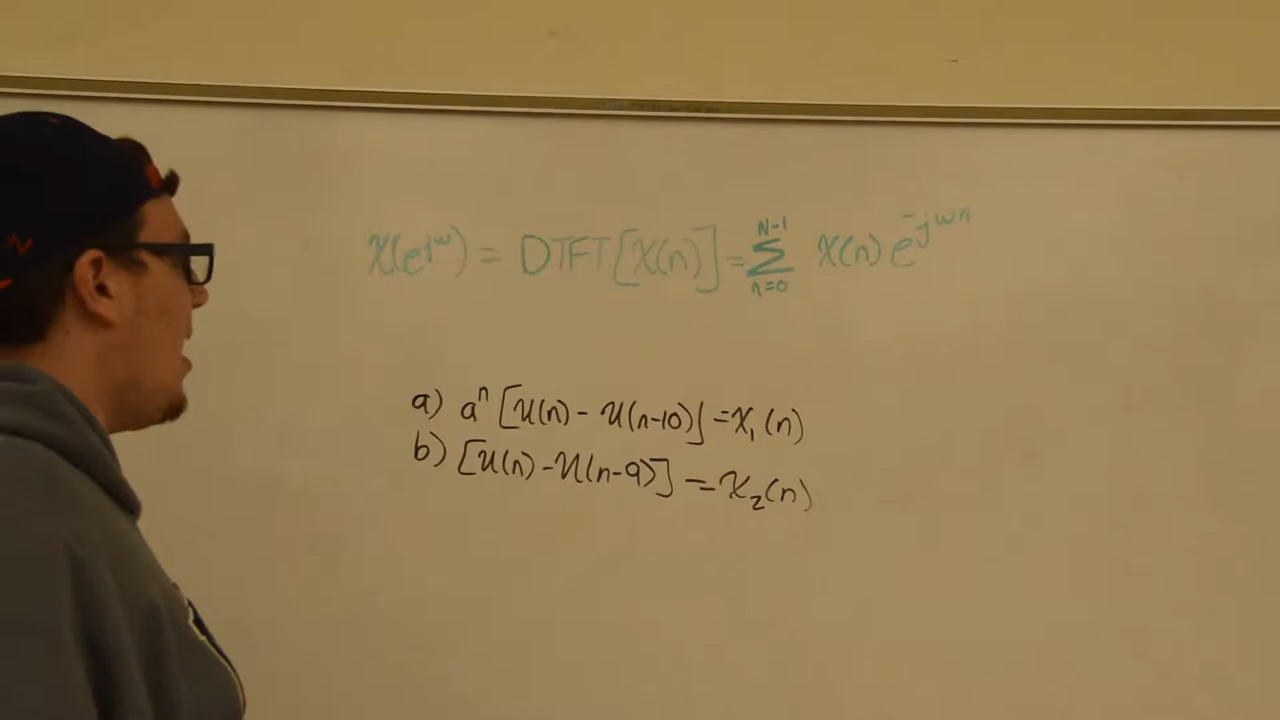 X(e^jω) = DTFT[X(n)] = Σ_{n=0}^{N-1} X(n) e^{-jωn}
a) a^n [u(n) - u(n-10)] = X₁(n)
b) [u(n) - u(n-9)] = X₂(n)